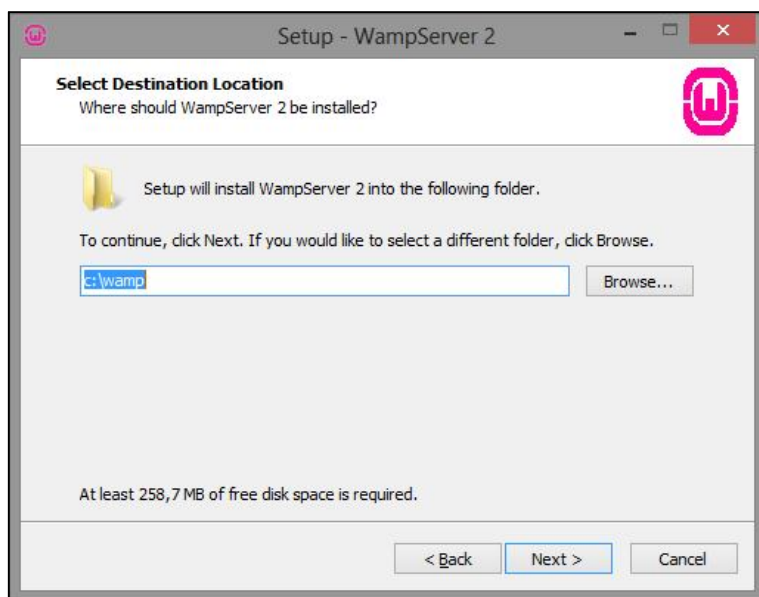 Setup - WampServer 2
Select Destination Location
Where should WampServer 2 be installed?
Setup will install WampServer 2 into the following folder.
To continue, click Next. If you would like to select a different folder, click Browse.
c:\wamp
Browse...
At least 258,7 MB of free disk space is required.
< Back
Next >
Cancel